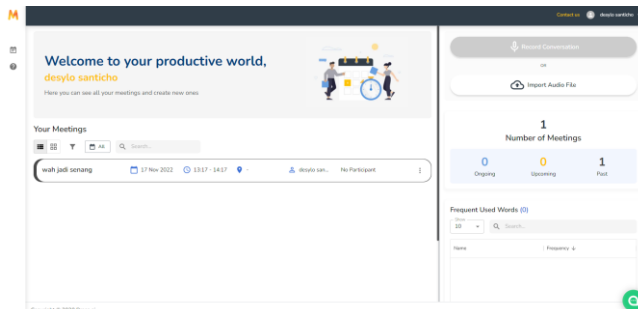 M
Contact us
desylo santicho
Welcome to your productive world,
desylo santicho
Here you can see all your meetings and create new ones
Record Conversation
OR
Import Audio File
1
Number of Meetings
0 0 1
Ongoing Upcoming Past
Your Meetings
All
Search...
wah jadi senang 17 Nov 2022 13:17 - 14:17 - desylo san... No Participant
Frequent Used Words (0)
Show
10
Search...
Name Frequency